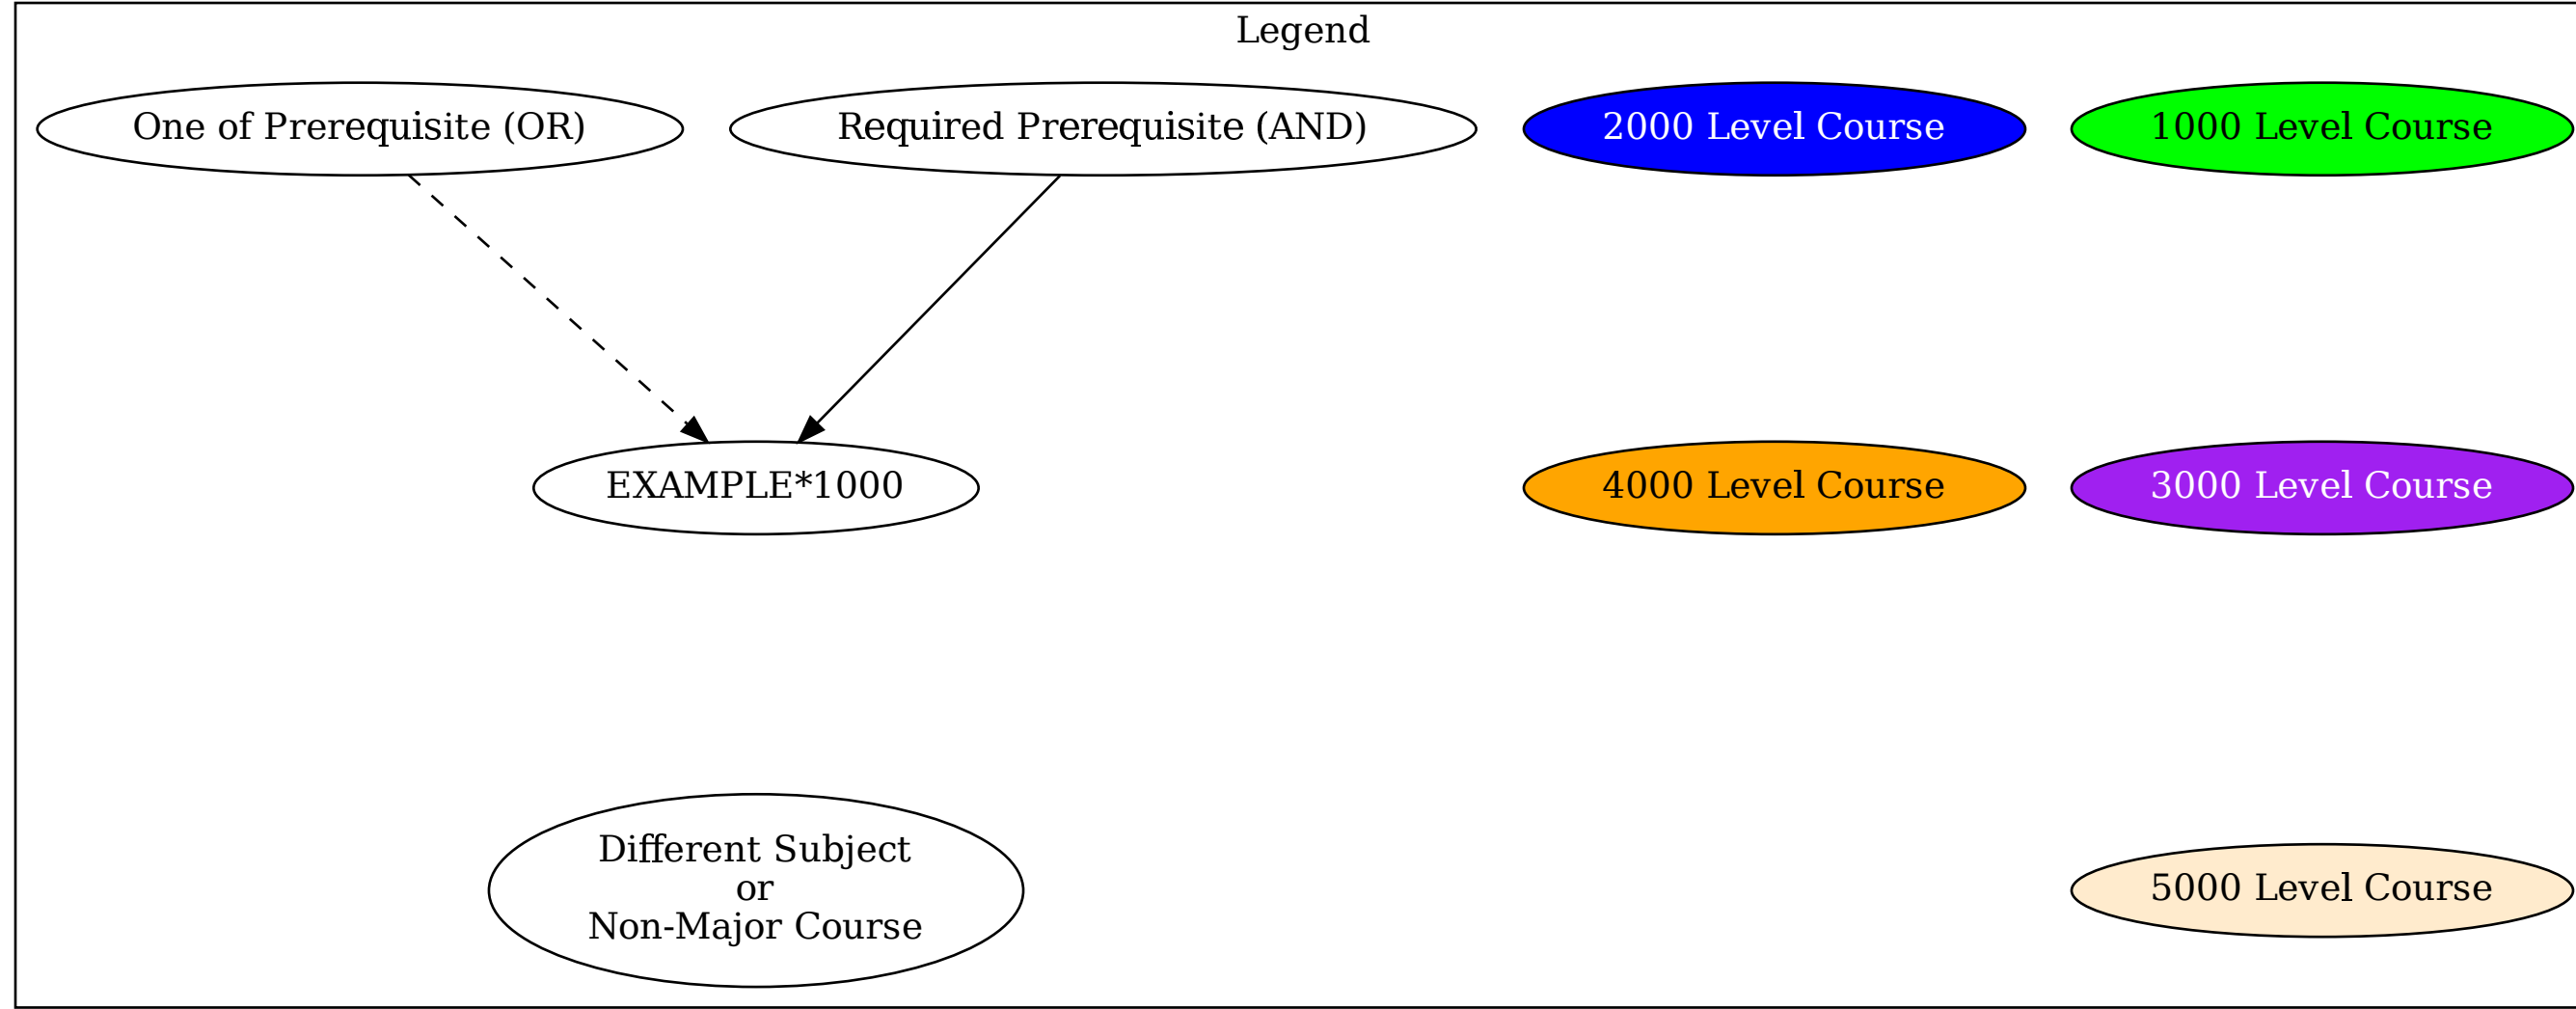 Legend
One of Prerequisite (OR)
Required Prerequisite (AND)
2000 Level Course
1000 Level Course
EXAMPLE*1000
4000 Level Course
3000 Level Course
Different Subject
or
Non-Major Course
5000 Level Course